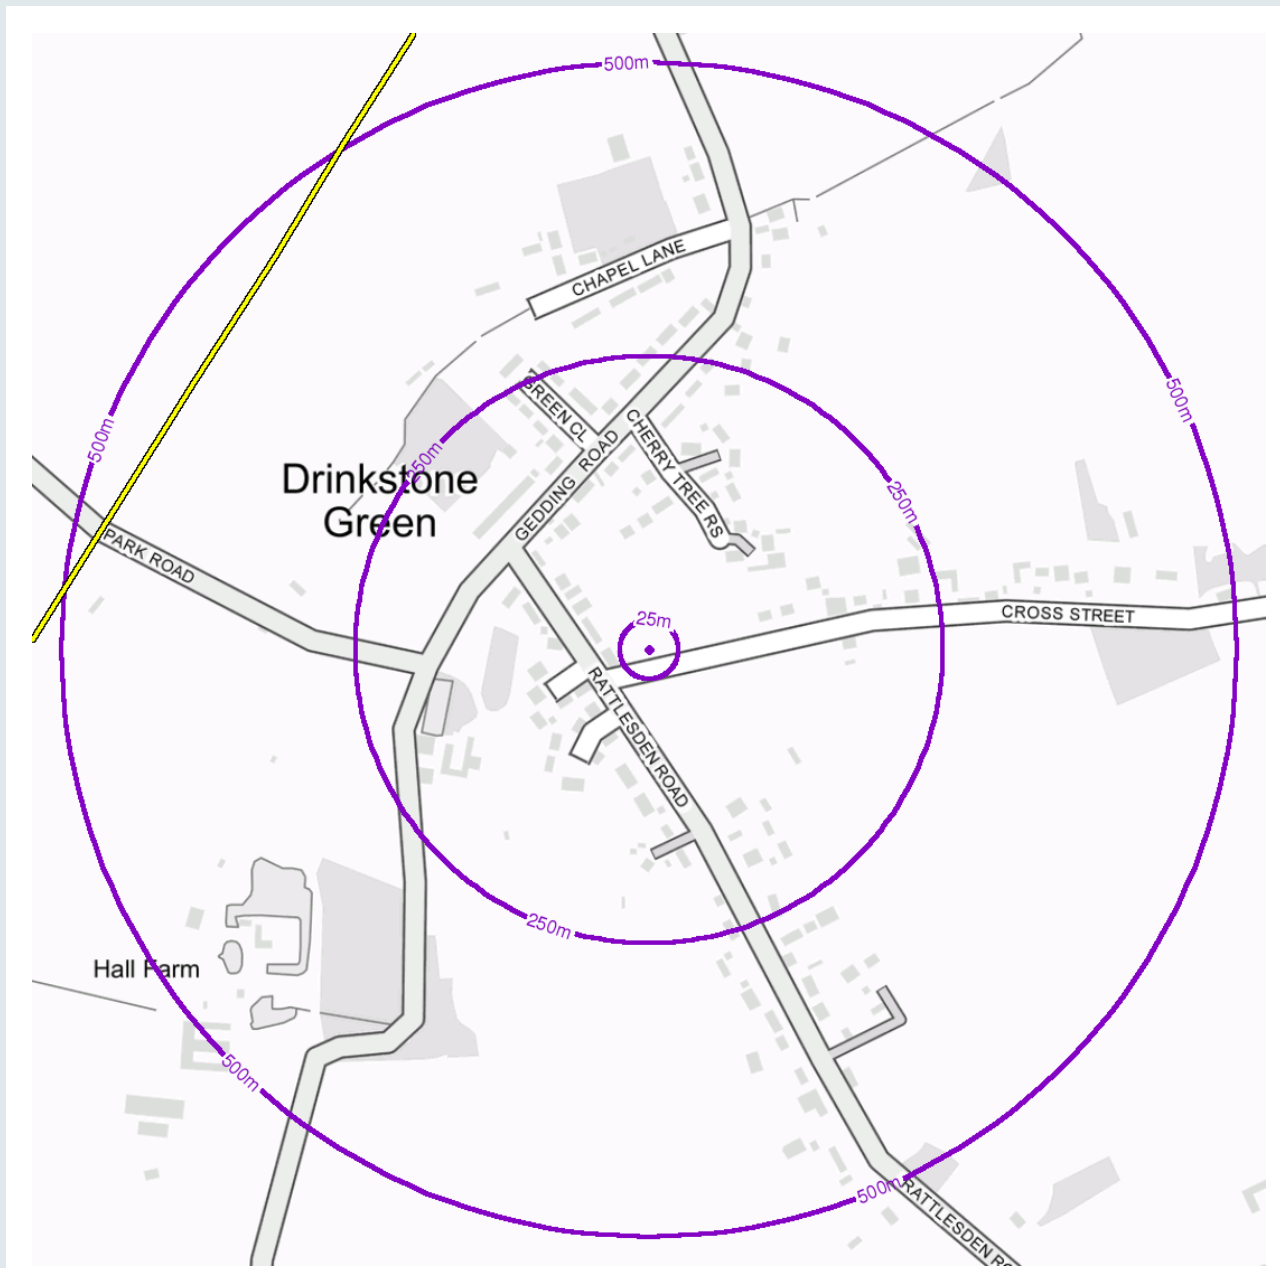 500m
CHAPEL LANE
500m
GREEN CL
CHERRY TREE RS
500m
250m
GEDDING ROAD
Drinkstone
Green
250m
PARK ROAD
25m
CROSS STREET
RATTLESDEN ROAD
250m
Hall Farm
500m
500m
RATTLESDEN RO